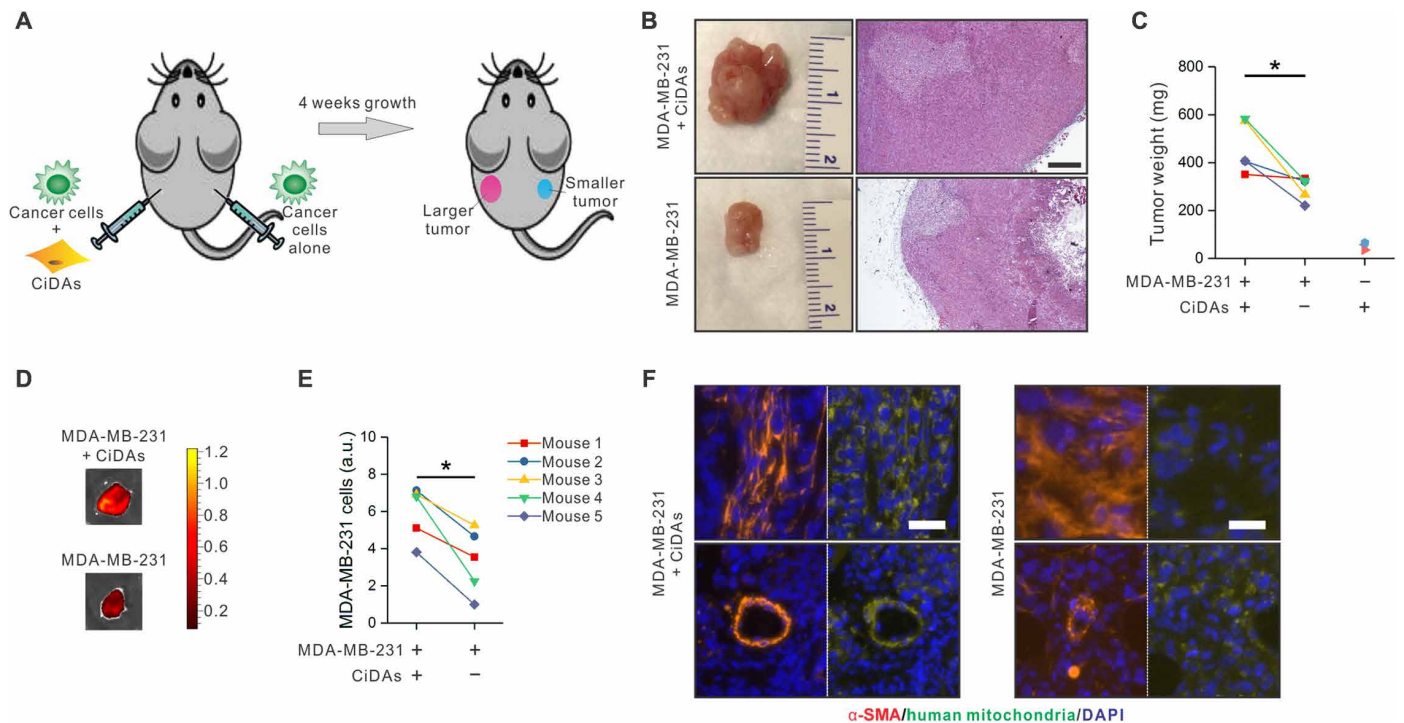 A
4 weeks growth
Cancer cells
+
CiDAs
Cancer
cells
alone
Larger
tumor
Smaller
tumor
B
MDA-MB-231
+ CiDAs
1
2
MDA-MB-231
1
2
C
Tumor weight (mg)
800
600
400
200
0
*
MDA-MB-231 + + −
CiDAs + − +
D
MDA-MB-231
+ CiDAs
MDA-MB-231
1.2
1.0
0.8
0.6
0.4
0.2
E
MDA-MB-231 cells (a.u.)
10
8
6
4
2
0
*
Mouse 1
Mouse 2
Mouse 3
Mouse 4
Mouse 5
MDA-MB-231 + +
CiDAs + −
F
MDA-MB-231
+ CiDAs
MDA-MB-231
α-SMA/human mitochondria/DAPI